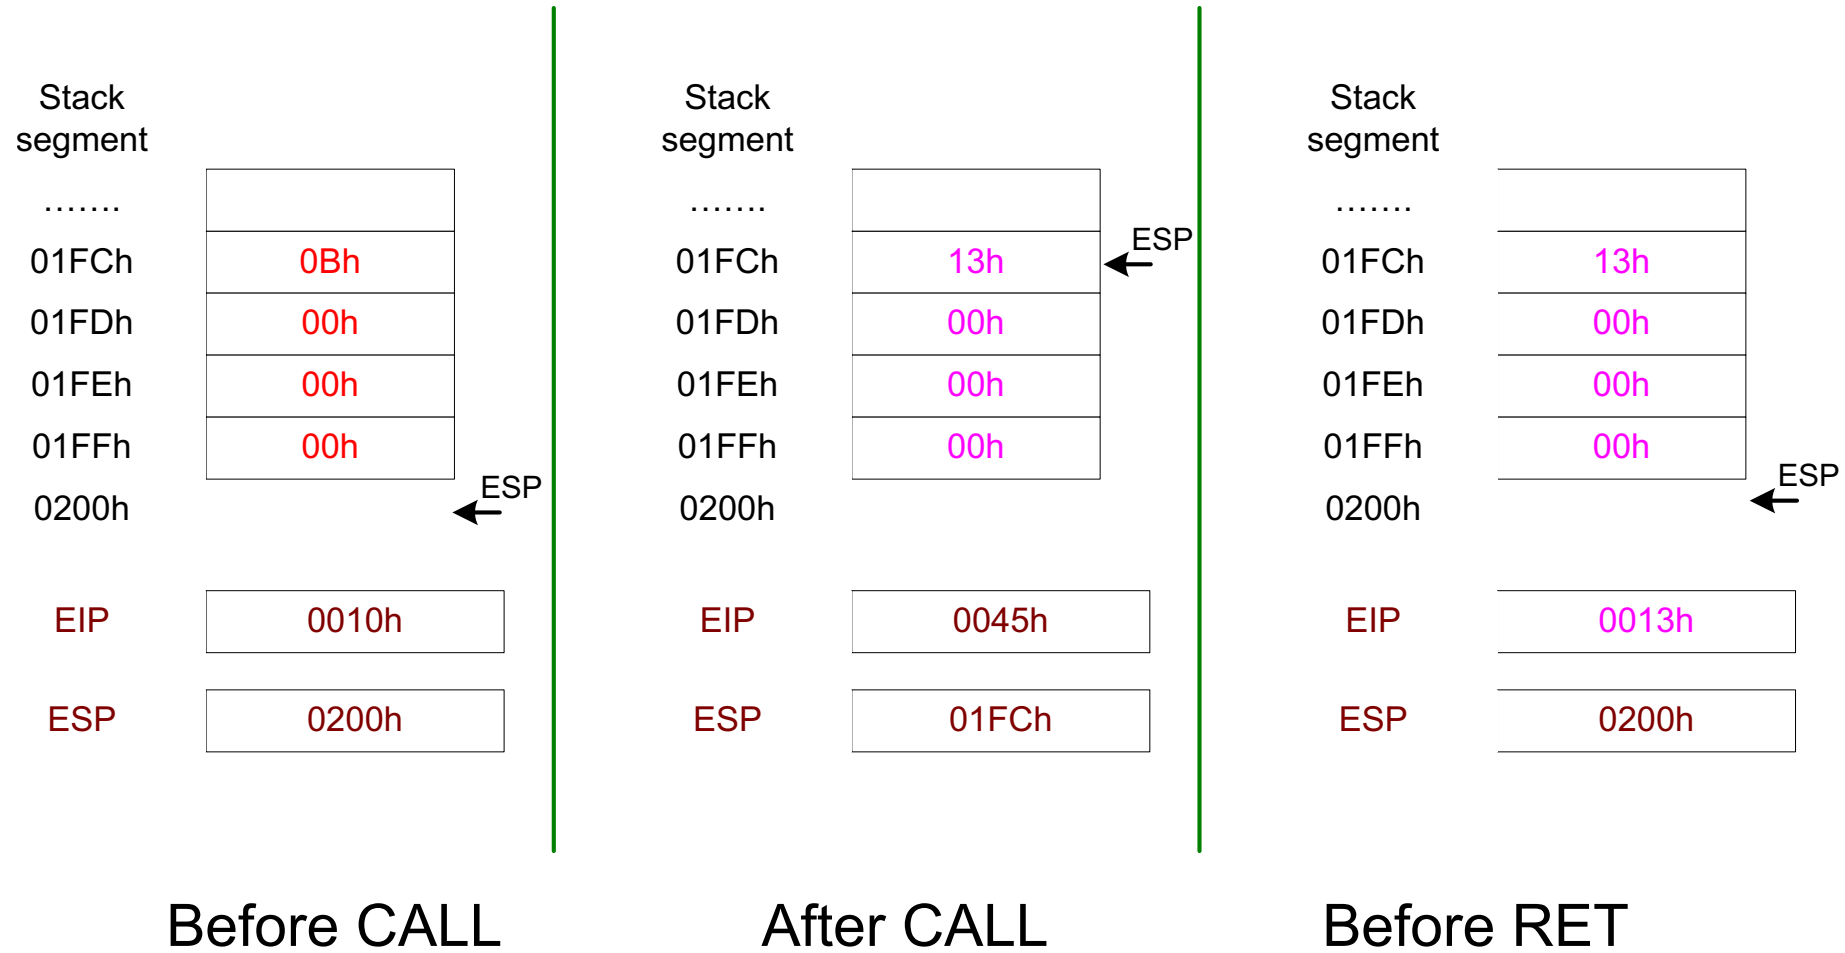 Stack
segment
.......
01FCh 0Bh
01FDh 00h
01FEh 00h
01FFh 00h
ESP
0200h
EIP 0010h
ESP 0200h
Before CALL
Stack
segment
.......
ESP
01FCh 13h
01FDh 00h
01FEh 00h
01FFh 00h
0200h
EIP 0045h
ESP 01FCh
After CALL
Stack
segment
.......
01FCh 13h
01FDh 00h
01FEh 00h
01FFh 00h
ESP
0200h
EIP 0013h
ESP 0200h
Before RET